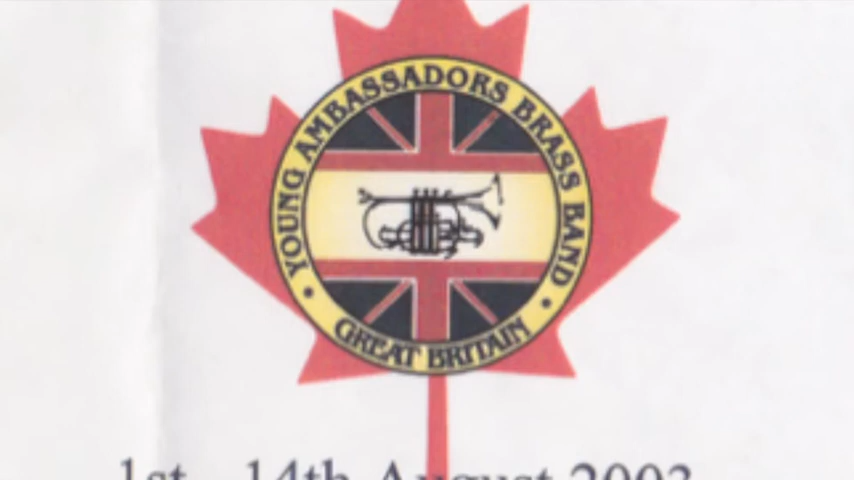 YOUNG AMBASSADORS BRASS BAND
GREAT BRITAIN
1st - 14th August 2003